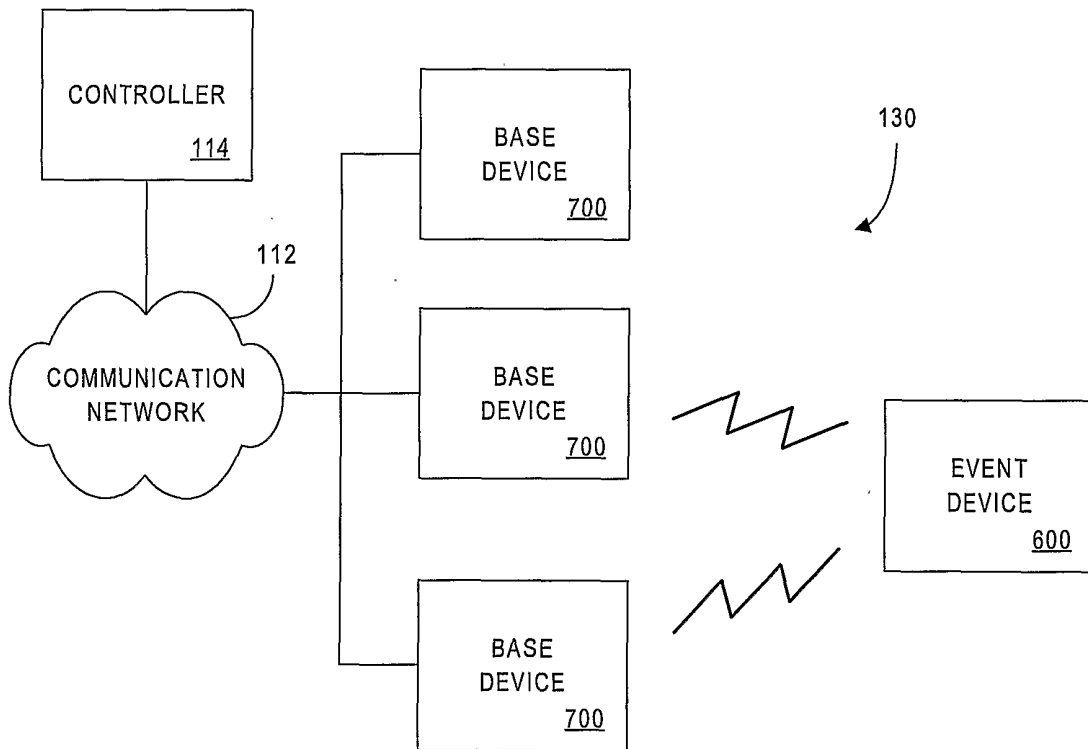 CONTROLLER
114
BASE
DEVICE
700
130
112
COMMUNICATION
NETWORK
BASE
DEVICE
700
EVENT
DEVICE
600
BASE
DEVICE
700